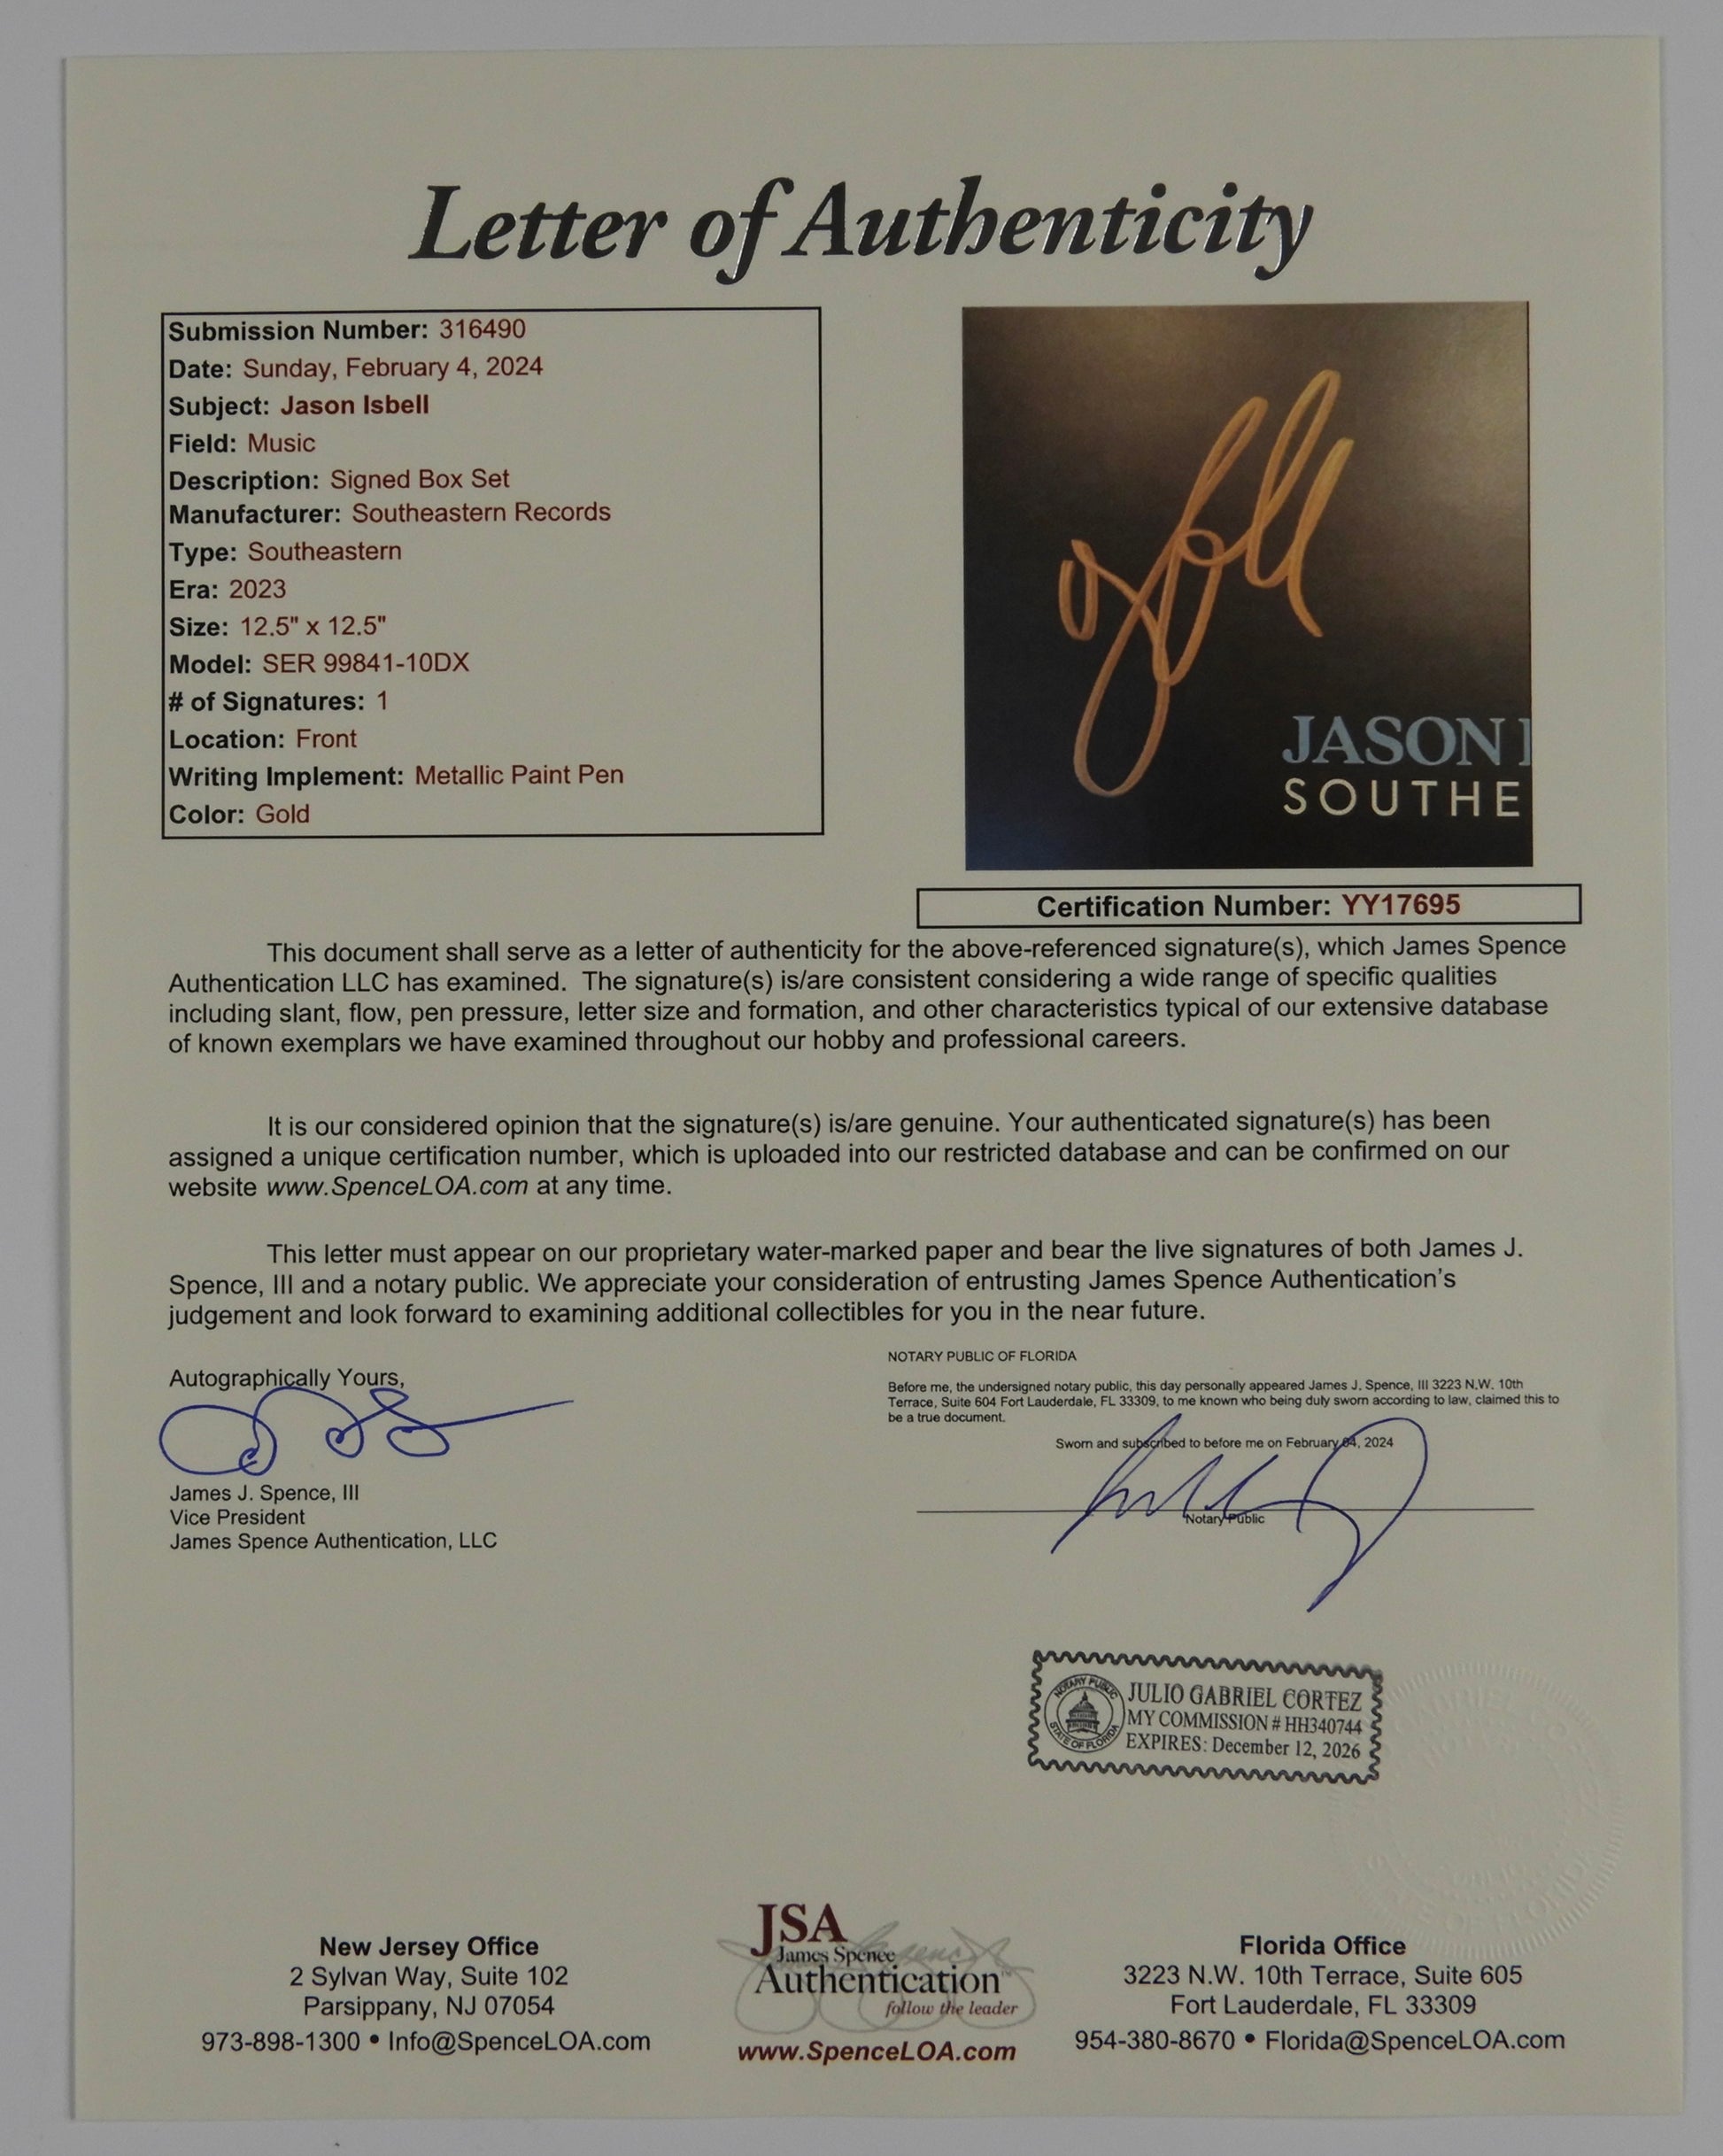 Letter of Authenticity
Submission Number: 316490
Date: Sunday, February 4, 2024
Subject: Jason Isbell
Field: Music
Description: Signed Box Set
Manufacturer: Southeastern Records
Type: Southeastern
Era: 2023
Size: 12.5" x 12.5"
Model: SER 99841-10DX
# of Signatures: 1
Location: Front
Writing Implement: Metallic Paint Pen
Color: Gold
JASON I
SOUTHE
Certification Number: YY17695
This document shall serve as a letter of authenticity for the above-referenced signature(s), which James Spence
Authentication LLC has examined. The signature(s) is/are consistent considering a wide range of specific qualities
including slant, flow, pen pressure, letter size and formation, and other characteristics typical of our extensive database
of known exemplars we have examined throughout our hobby and professional careers.
It is our considered opinion that the signature(s) is/are genuine. Your authenticated signature(s) has been
assigned a unique certification number, which is uploaded into our restricted database and can be confirmed on our
website www.SpenceLOA.com at any time.
This letter must appear on our proprietary water-marked paper and bear the live signatures of both James J.
Spence, III and a notary public. We appreciate your consideration of entrusting James Spence Authentication's
judgement and look forward to examining additional collectibles for you in the near future.
Autographically Yours,
James J. Spence, III
Vice President
James Spence Authentication, LLC
NOTARY PUBLIC OF FLORIDA
Before me, the undersigned notary public, this day personally appeared James J. Spence, III 3223 N.W. 10th
Terrace, Suite 604 Fort Lauderdale, FL 33309, to me known who being duly sworn according to law, claimed this to
be a true document.
Sworn and subscribed to before me on February 04, 2024
Notary Public
NOTARY PUBLIC
STATE OF FLORIDA
JULIO GABRIEL CORTEZ
MY COMMISSION # HH340744
EXPIRES: December 12, 2026
New Jersey Office
2 Sylvan Way, Suite 102
Parsippany, NJ 07054
973-898-1300 • Info@SpenceLOA.com
JSA
James Spence
Authentication
follow the leader
www.SpenceLOA.com
Florida Office
3223 N.W. 10th Terrace, Suite 605
Fort Lauderdale, FL 33309
954-380-8670 • Florida@SpenceLOA.com